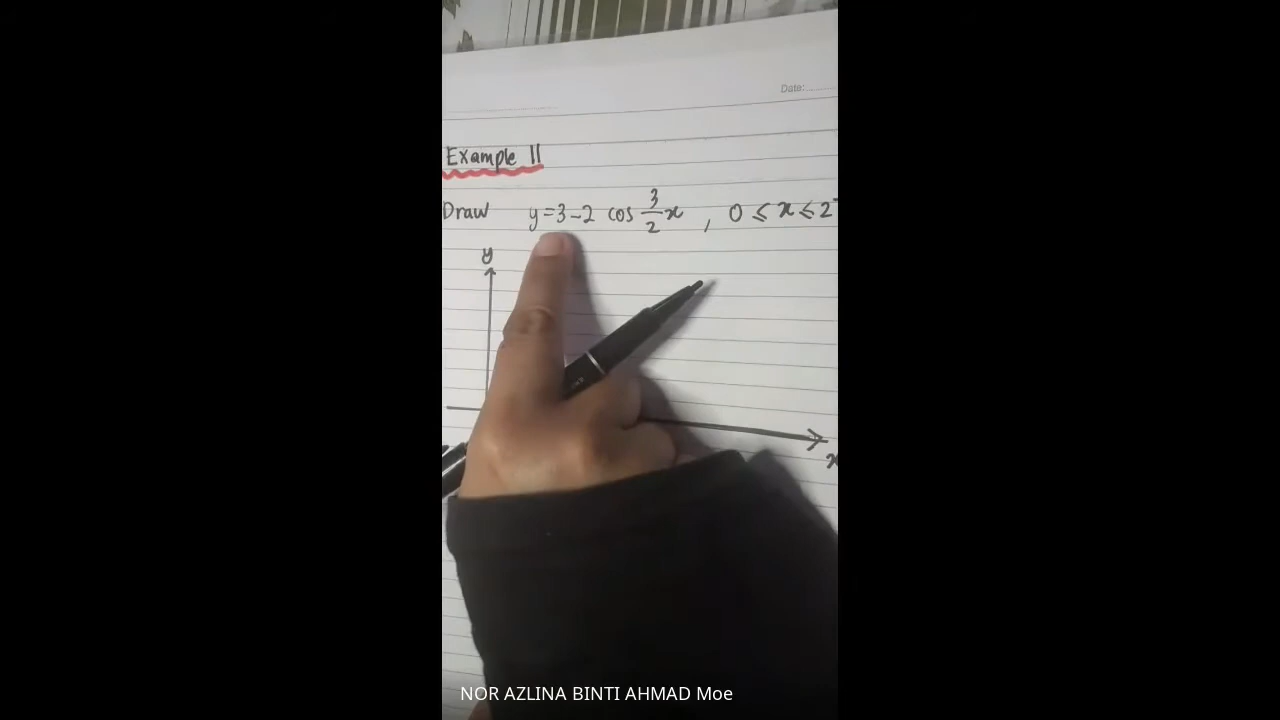 Date:........
Example 11
Draw y = 3 - 2 cos 3/2 x , 0 ≤ x ≤ 2
y
x
NOR AZLINA BINTI AHMAD Moe